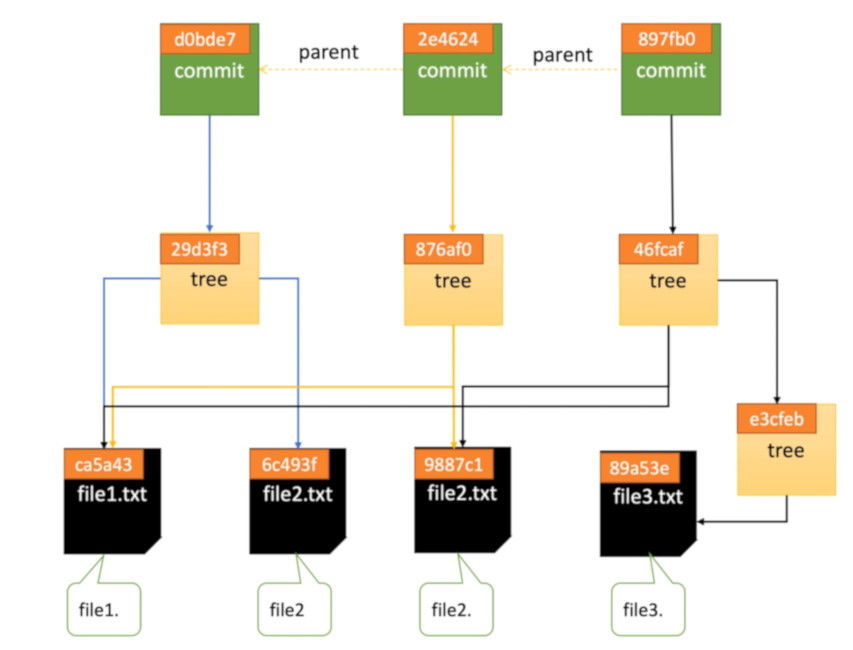 d0bde7
commit
parent
2e4624
commit
parent
897fb0
commit
29d3f3
tree
876af0
tree
46fcaf
tree
e3cfeb
tree
ca5a43
file1.txt
6c493f
file2.txt
9887c1
file2.txt
89a53e
file3.txt
file1.
file2
file2.
file3.